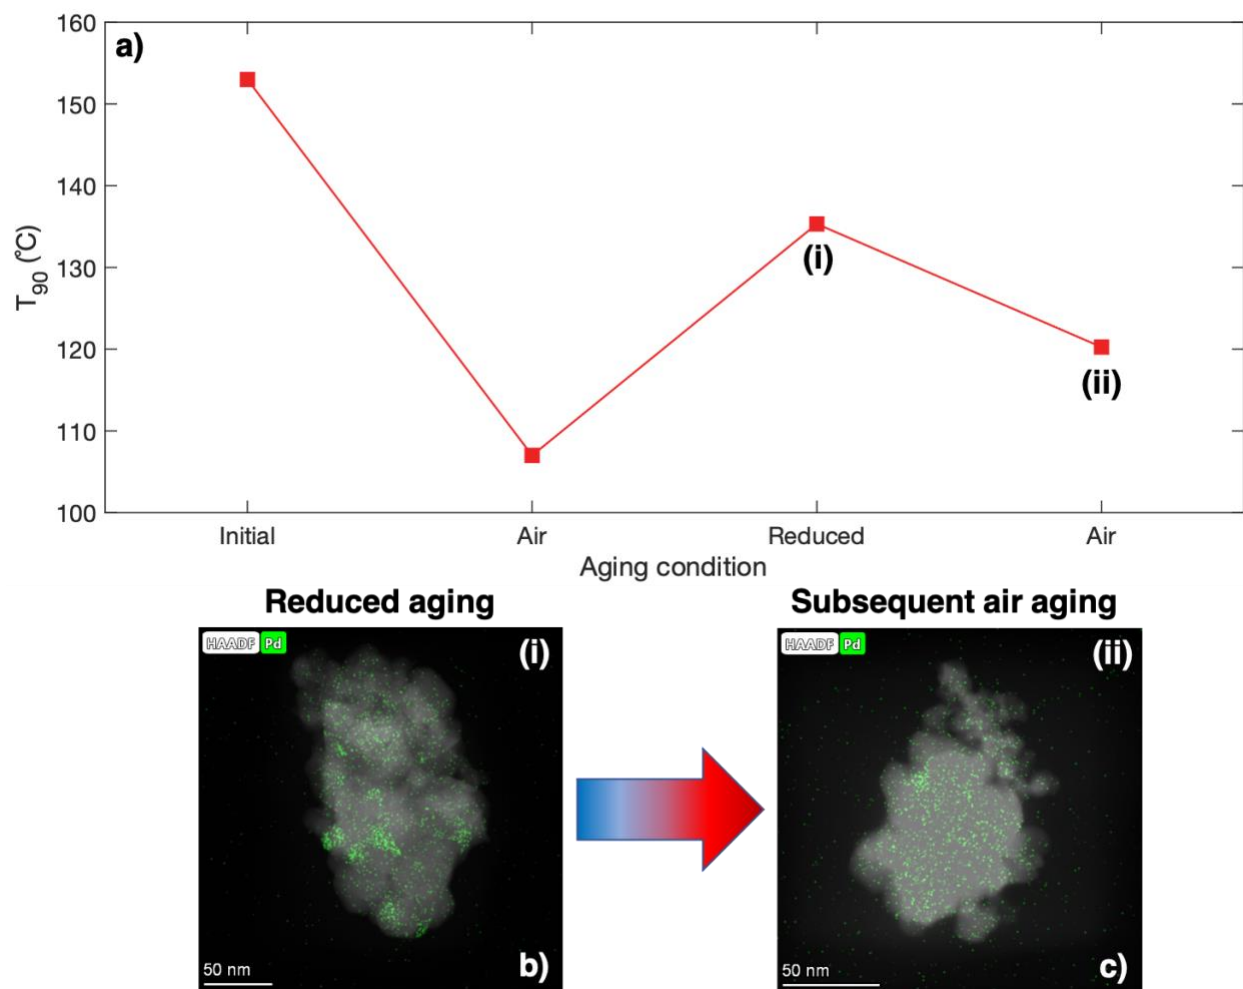 a)
160
150
140
130
120
110
100
T90 (°C)
(i)
(ii)
Initial Air Reduced Air
Aging condition
Reduced aging
Subsequent air aging
HAADF Pd
(i)
50 nm
b)
HAADF Pd
(ii)
50 nm
c)